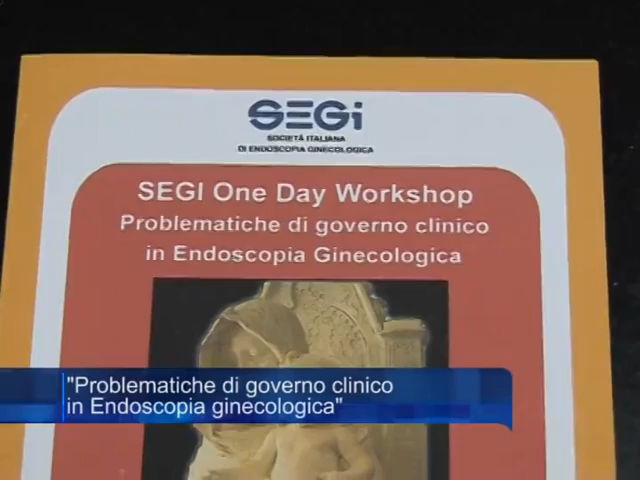 SEGi
SOCIETÀ ITALIANA
DI ENDOSCOPIA GINECOLOGICA
SEGI One Day Workshop
Problematiche di governo clinico
in Endoscopia Ginecologica
"Problematiche di governo clinico
in Endoscopia ginecologica"